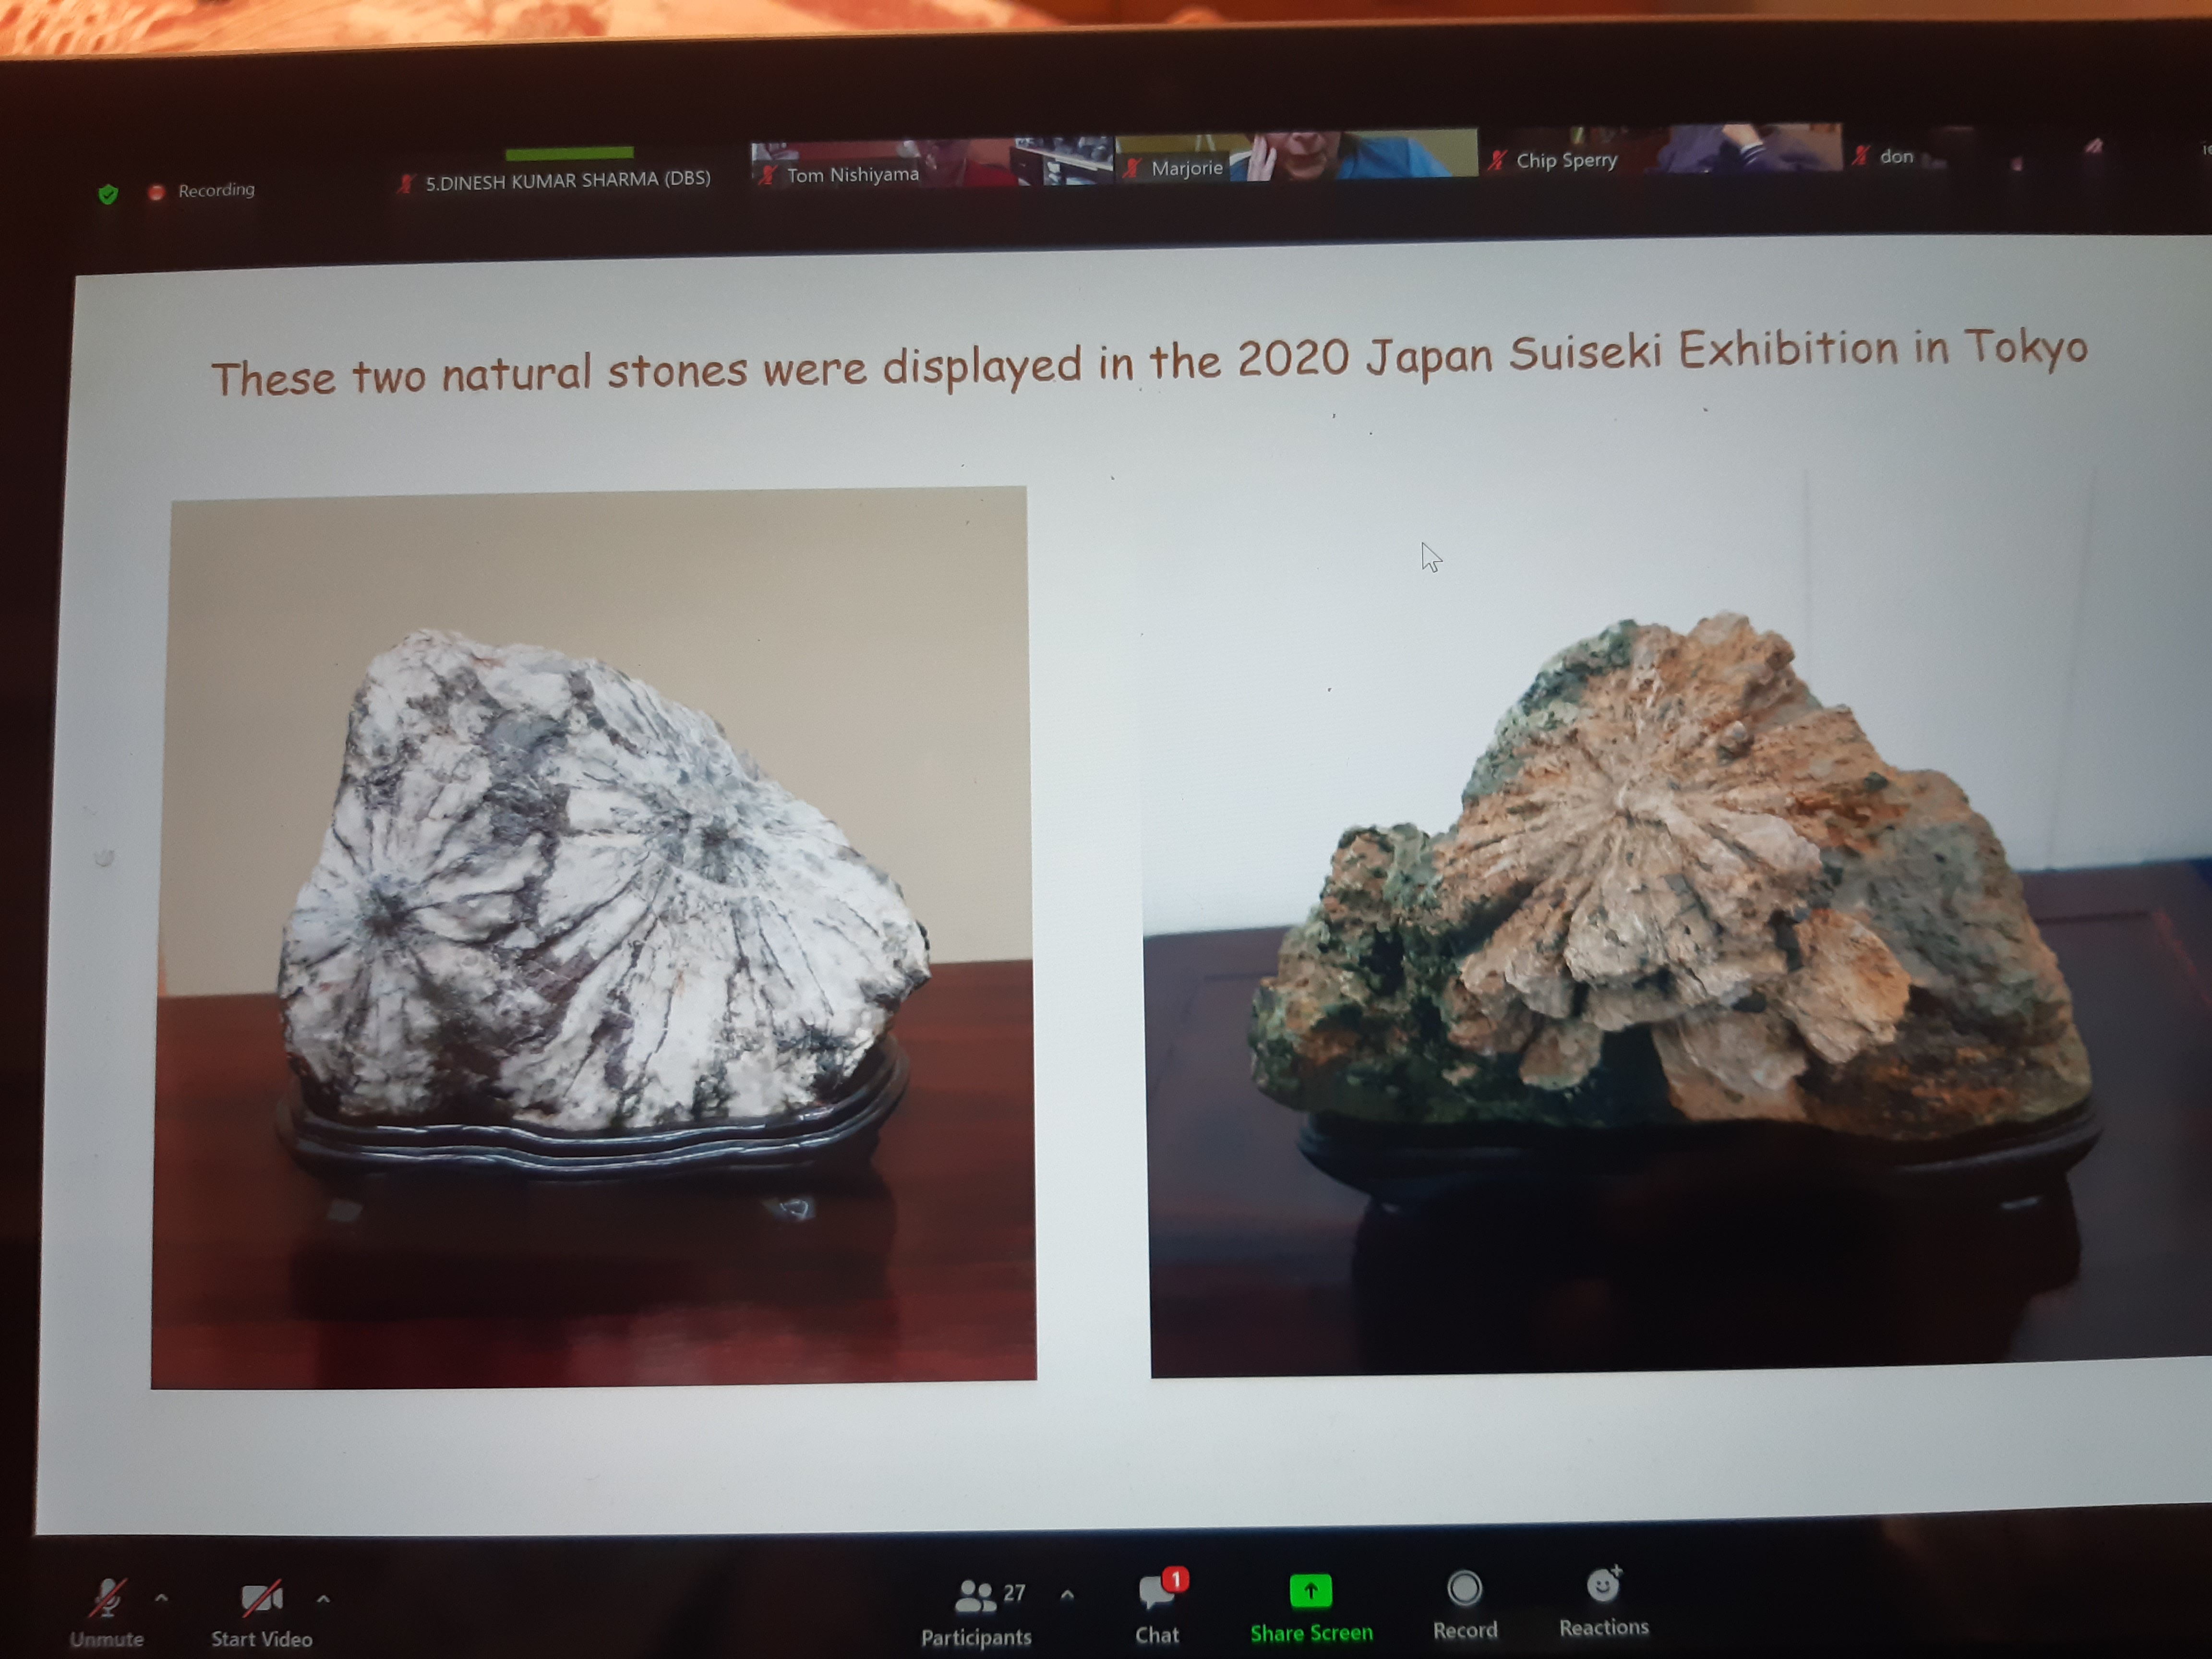 Recording
5.DINESH KUMAR SHARMA (DBS)
Tom Nishiyama
Marjorie
Chip Sperry
don
These two natural stones were displayed in the 2020 Japan Suiseki Exhibition in Tokyo
Unmute
Start Video
27
Participants
1
Chat
Share Screen
Record
Reactions